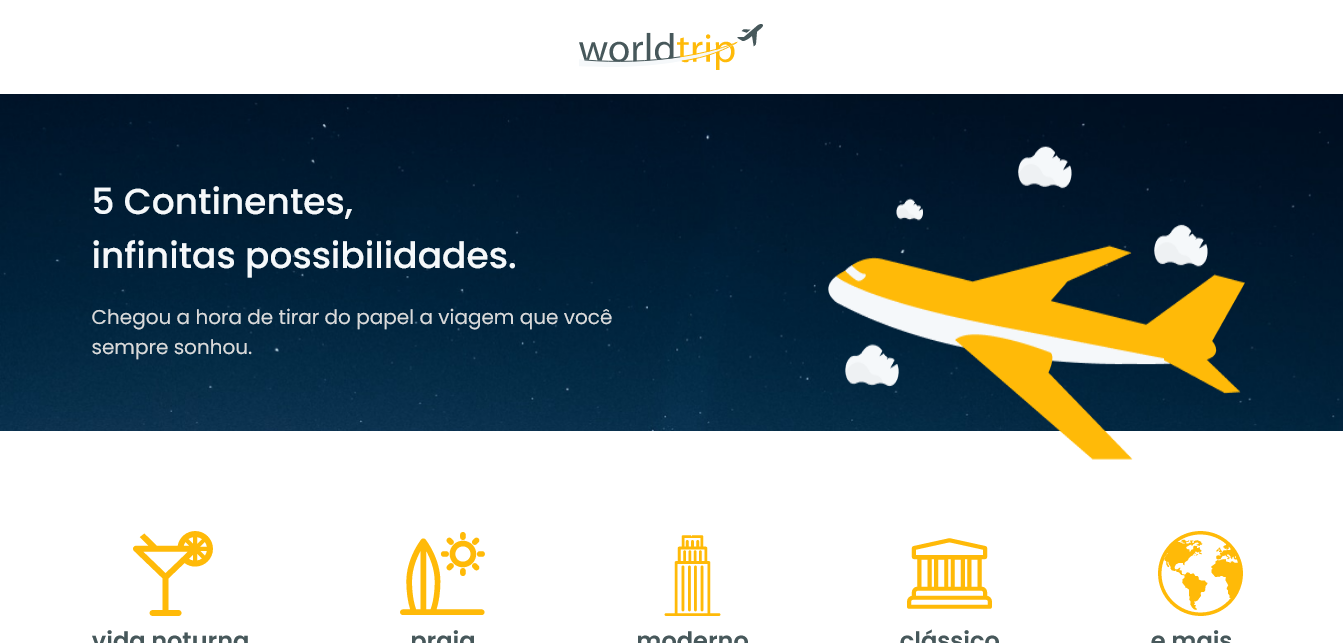 worldtrip
5 Continentes,
infinitas possibilidades.
Chegou a hora de tirar do papel a viagem que você
sempre sonhou.
vida noturna
praia
moderno
clássico
e mais